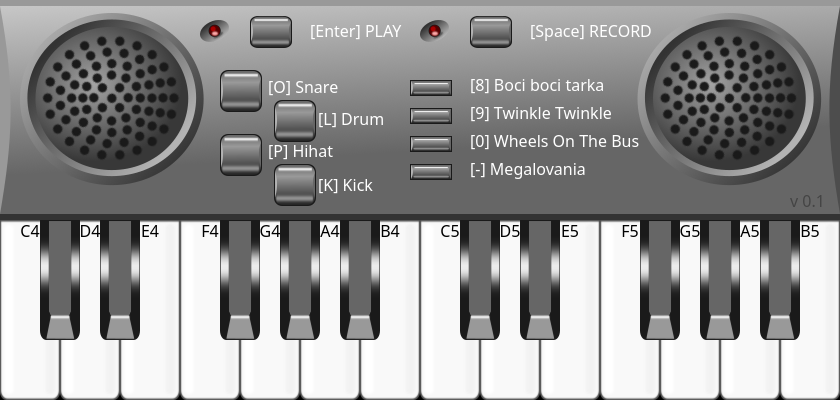 [Enter] PLAY
[Space] RECORD
[O] Snare
[L] Drum
[P] Hihat
[K] Kick
[8] Boci boci tarka
[9] Twinkle Twinkle
[0] Wheels On The Bus
[-] Megalovania
v 0.1
C4 D4 E4 F4 G4 A4 B4 C5 D5 E5 F5 G5 A5 B5